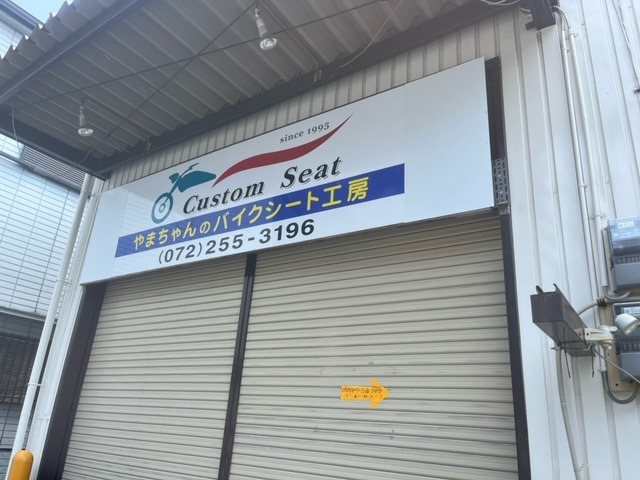 since 1995
Custom Seat
やまちゃんのバイクシート工房
(072)255-3196